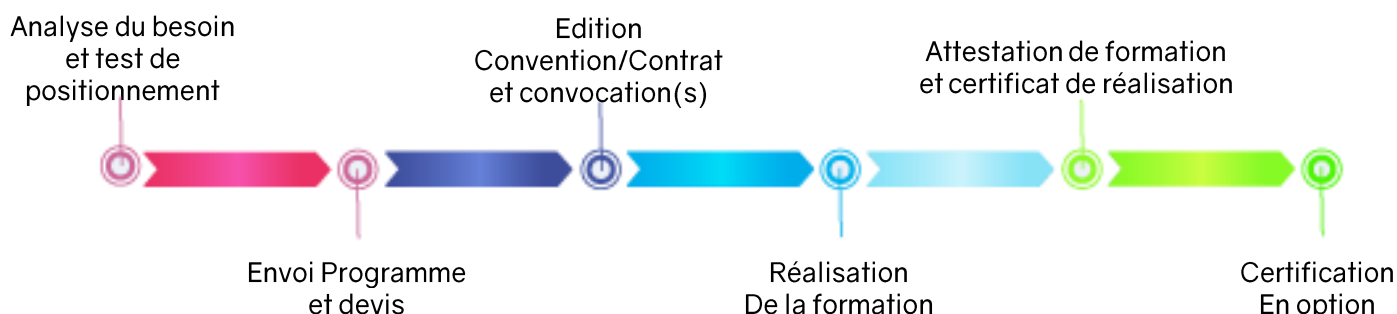 Analyse du besoin
et test de
positionnement
Envoi Programme
et devis
Edition
Convention/Contrat
et convocation(s)
Réalisation
De la formation
Attestation de formation
et certificat de réalisation
Certification
En option